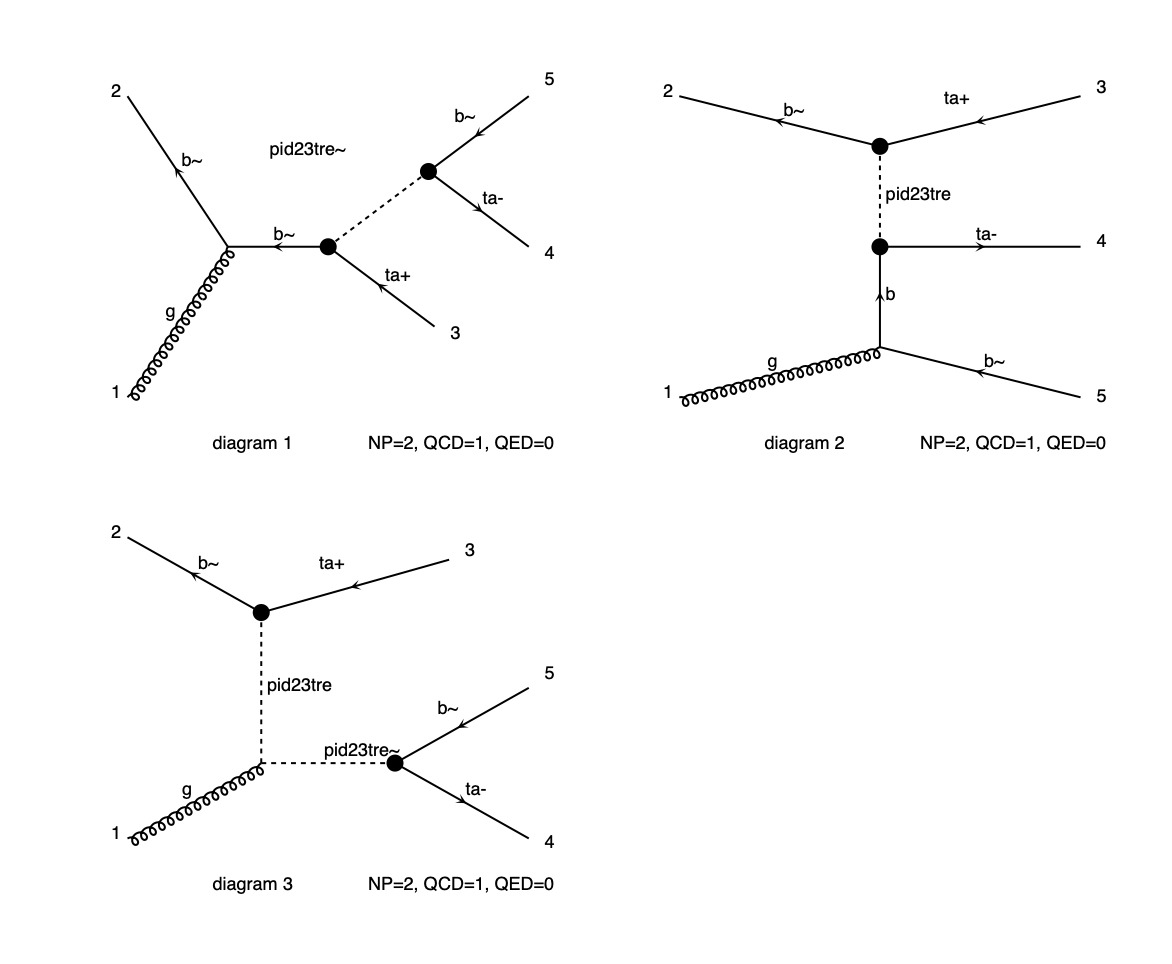 2
b~
pid23tre~
b~
5
b~
ta-
4
ta+
3
g
1
diagram 1 NP=2, QCD=1, QED=0
2
b~
ta+
3
pid23tre
ta-
4
b
g
1
b~
5
diagram 2 NP=2, QCD=1, QED=0
2
b~
ta+
3
pid23tre
5
b~
pid23tre~
g
1
ta-
4
diagram 3 NP=2, QCD=1, QED=0